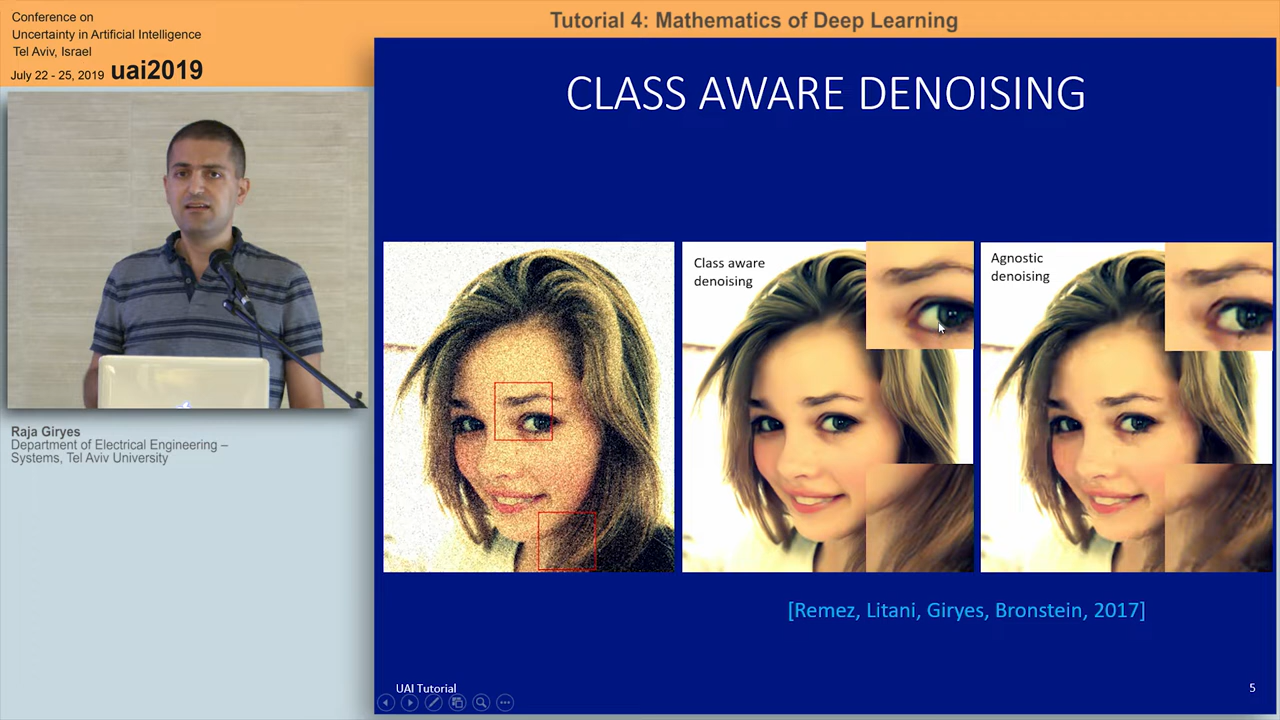 Conference on
Uncertainty in Artificial Intelligence
Tel Aviv, Israel
July 22 - 25, 2019 uai2019
Tutorial 4: Mathematics of Deep Learning
CLASS AWARE DENOISING
Class aware
denoising
Agnostic
denoising
Raja Giryes
Department of Electrical Engineering –
Systems, Tel Aviv University
[Remez, Litani, Giryes, Bronstein, 2017]
UAI Tutorial
5